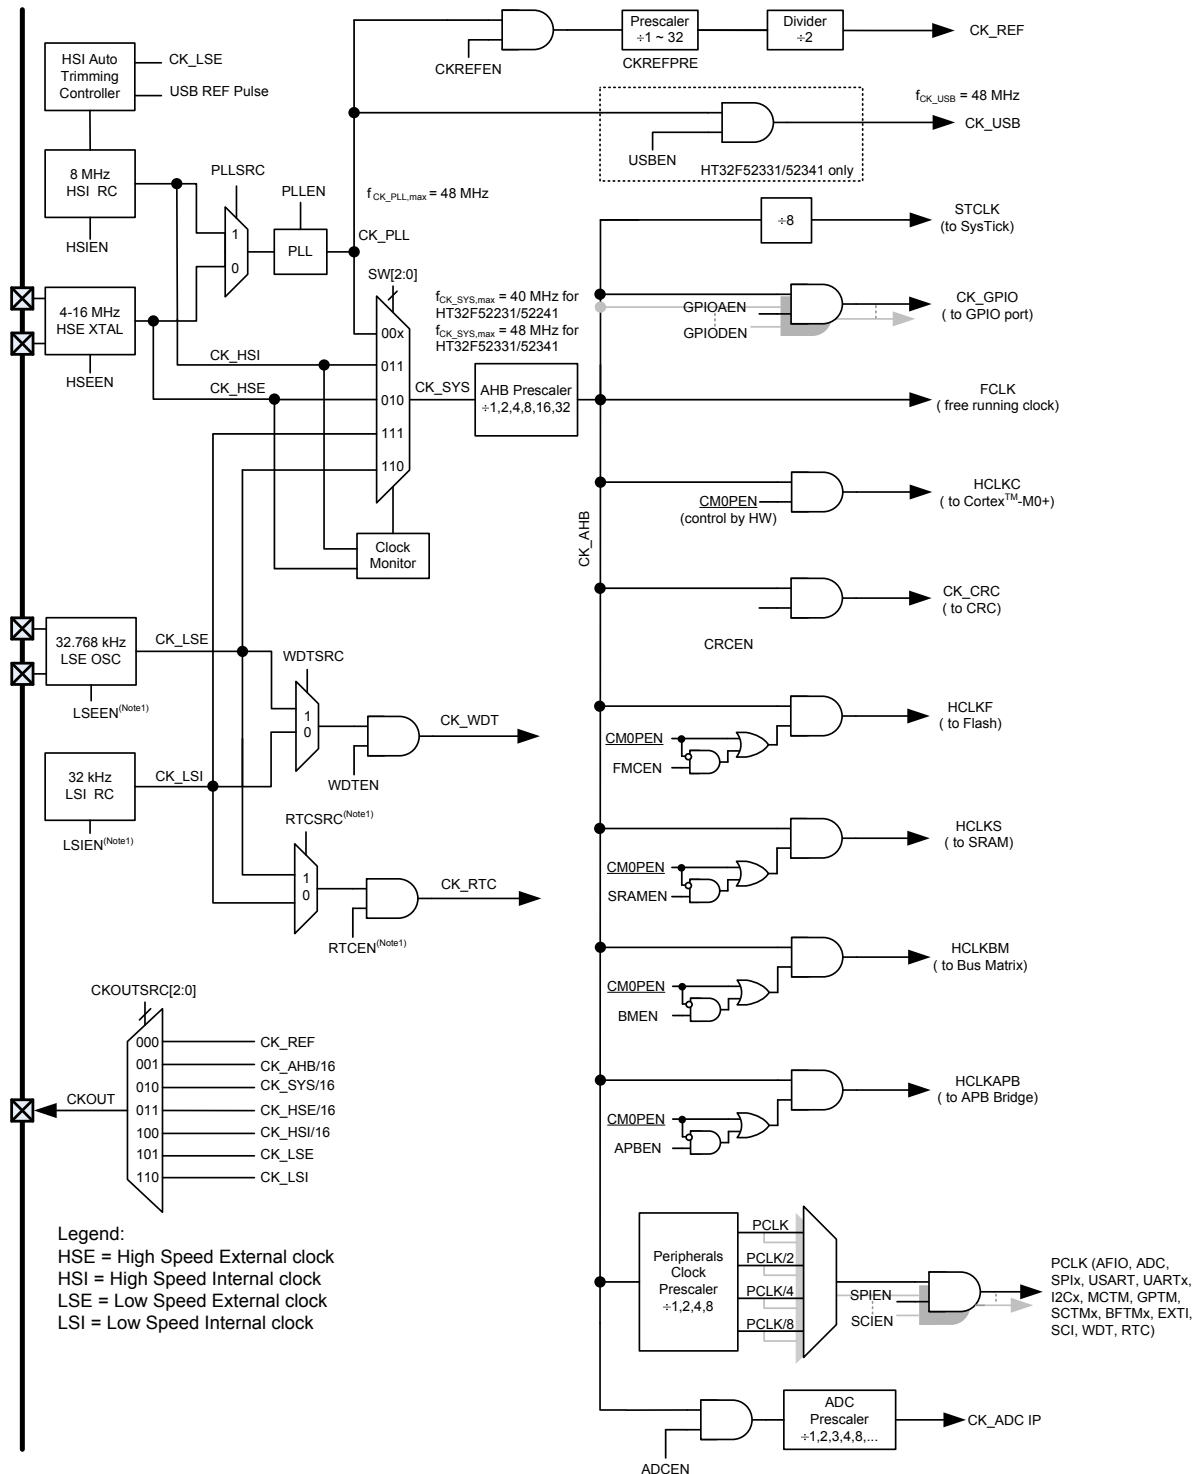 HSI Auto
Trimming
Controller
CK_LSE
USB REF Pulse
CKREFEN
Prescaler
÷1 ~ 32
CKREFPRE
Divider
÷2
CK_REF
fCK_USB = 48 MHz
CK_USB
USBEN
HT32F52331/52341 only
8 MHz
HSI RC
HSIEN
PLLSRC
1
0
PLLEN
PLL
fCK_PLL,max = 48 MHz
CK_PLL
÷8
STCLK
(to SysTick)
4-16 MHz
HSE XTAL
HSEEN
SW[2:0]
00x
011
010
111
110
fCK_SYS,max = 40 MHz for
HT32F52231/52241
fCK_SYS,max = 48 MHz for
HT32F52331/52341
GPIOAEN
GPIODEN
CK_GPIO
( to GPIO port)
CK_HSI
CK_HSE
CK_SYS
AHB Prescaler
÷1,2,4,8,16,32
FCLK
( free running clock)
CM0PEN
(control by HW)
HCLKC
( to Cortex™-M0+)
Clock
Monitor
CK_AHB
CRCEN
CK_CRC
( to CRC)
32.768 kHz
LSE OSC
CK_LSE
LSEEN(Note1)
WDTSRC
1
0
WDTEN
CK_WDT
CM0PEN
FMCEN
HCLKF
( to Flash)
32 kHz
LSI RC
CK_LSI
LSIEN(Note1)
RTCSRC(Note1)
1
0
RTCEN(Note1)
CK_RTC
CM0PEN
SRAMEN
HCLKS
( to SRAM)
CM0PEN
BMEN
HCLKBM
( to Bus Matrix)
CKOUTSRC[2:0]
000
CK_REF
001
CK_AHB/16
010
CK_SYS/16
CKOUT
011
CK_HSE/16
100
CK_HSI/16
101
CK_LSE
110
CK_LSI
CM0PEN
APBEN
HCLKAPB
( to APB Bridge)
Legend:
HSE = High Speed External clock
HSI = High Speed Internal clock
LSE = Low Speed External clock
LSI = Low Speed Internal clock
Peripherals
Clock
Prescaler
÷1,2,4,8
PCLK
PCLK/2
PCLK/4
PCLK/8
SPIEN
SCIEN
PCLK (AFIO, ADC,
SPIx, USART, UARTx,
I2Cx, MCTM, GPTM,
SCTMx, BFTMx, EXTI,
SCI, WDT, RTC)
ADCEN
ADC
Prescaler
÷1,2,3,4,8,...
CK_ADC IP